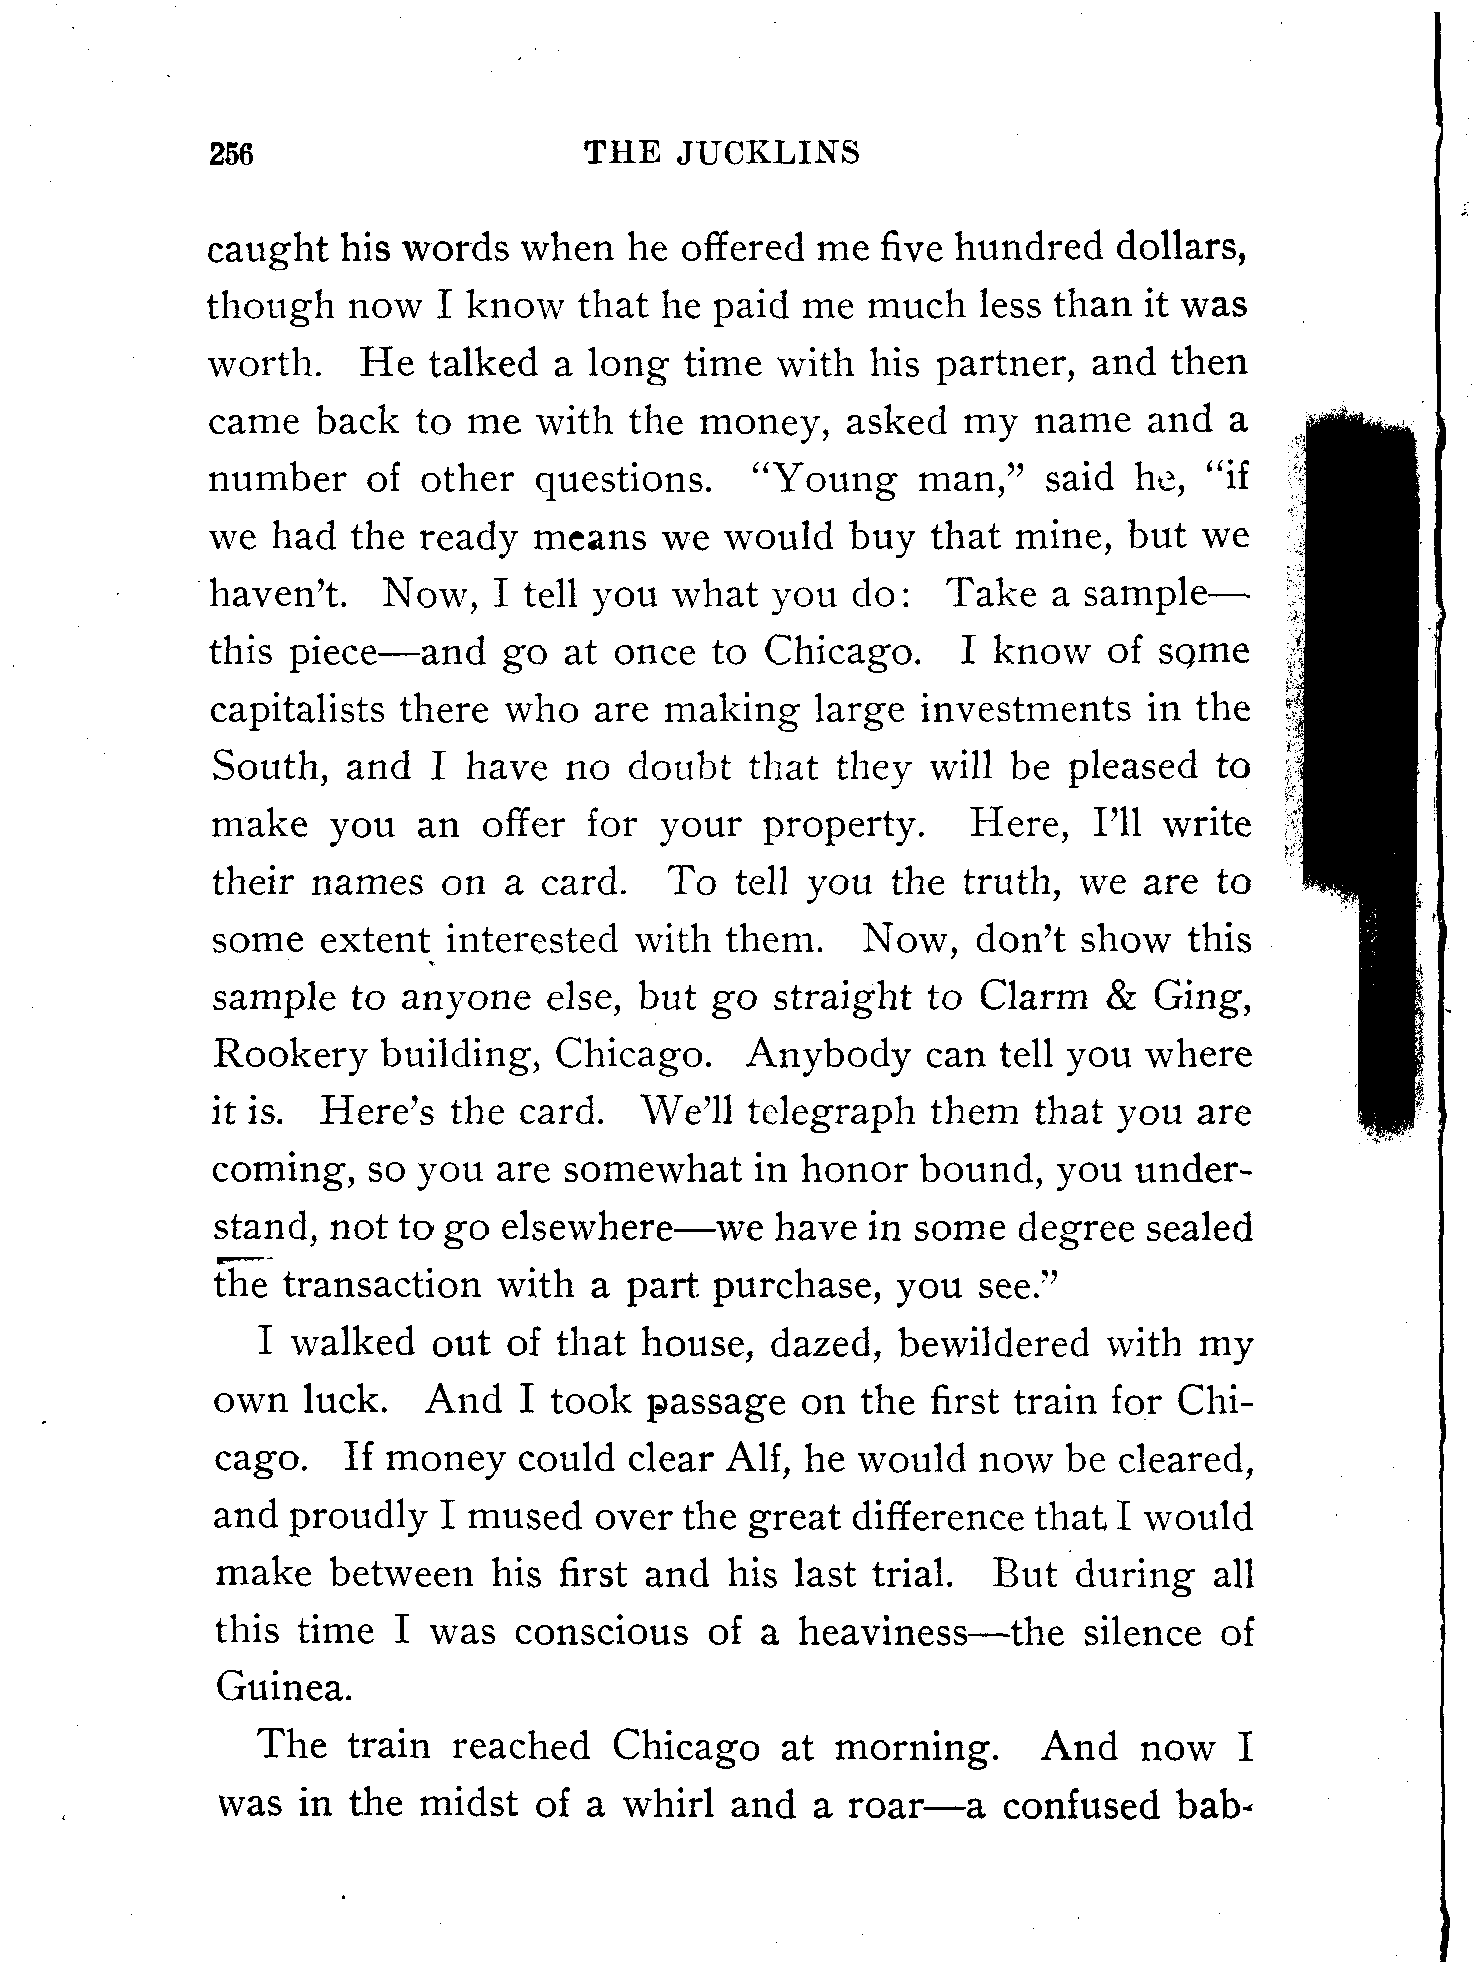 256 THE JUCKLINS
caught his words when he offered me five hundred dollars,
though now I know that he paid me much less than it was
worth. He talked a long time with his partner, and then
came back to me with the money, asked my name and a
number of other questions. “Young man,” said he, “if
we had the ready means we would buy that mine, but we
haven’t. Now, I tell you what you do: Take a sample—
this piece—and go at once to Chicago. I know of some
capitalists there who are making large investments in the
South, and I have no doubt that they will be pleased to
make you an offer for your property. Here, I’ll write
their names on a card. To tell you the truth, we are to
some extent interested with them. Now, don’t show this
sample to anyone else, but go straight to Clarm & Ging,
Rookery building, Chicago. Anybody can tell you where
it is. Here’s the card. We’ll telegraph them that you are
coming, so you are somewhat in honor bound, you under-
stand, not to go elsewhere—we have in some degree sealed
the transaction with a part purchase, you see.”
I walked out of that house, dazed, bewildered with my
own luck. And I took passage on the first train for Chi-
cago. If money could clear Alf, he would now be cleared,
and proudly I mused over the great difference that I would
make between his first and his last trial. But during all
this time I was conscious of a heaviness—the silence of
Guinea.
The train reached Chicago at morning. And now I
was in the midst of a whirl and a roar—a confused bab-